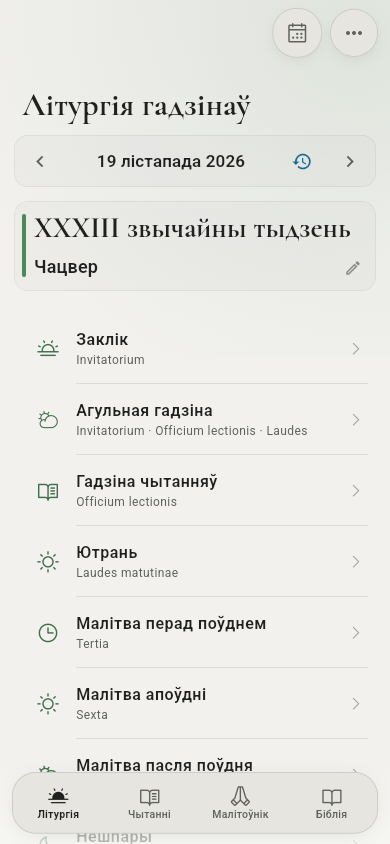 Літургія гадзінаў
19 лістапада 2026
XXXIII звычайны тыдзень
Чацвер
Заклік
Invitatorium
Агульная гадзіна
Invitatorium · Officium lectionis · Laudes
Гадзіна чытанняў
Officium lectionis
Ютрань
Laudes matutinae
Малітва перад поўднем
Tertia
Малітва апоўдні
Sexta
Малітва пасля поўдня
Літургія
Чытанні
Малітоўнік
Біблія
Нешпары